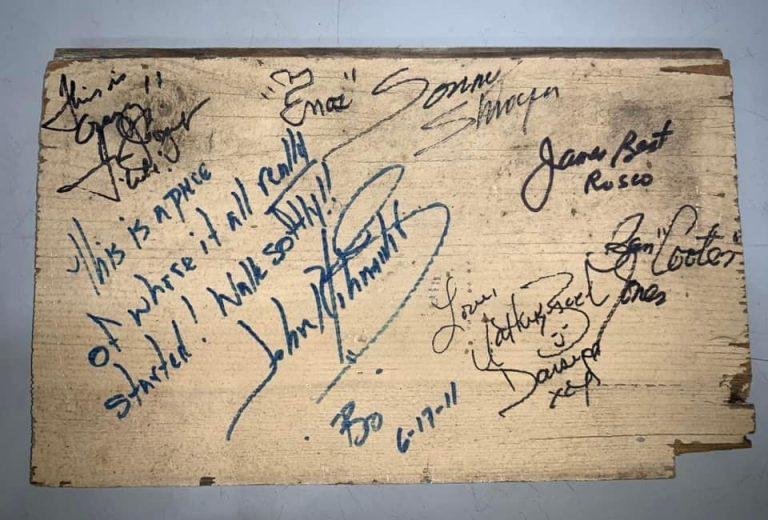 This is
"Enos" Sonny
Shroyer
James Best
Rosco
Ben "Cooter"
Jones
"This is a piece
of where it all really
started! Walk softly!!
John Schneider
Bo 6-17-11
Love,
Catherine Bach
Daisy